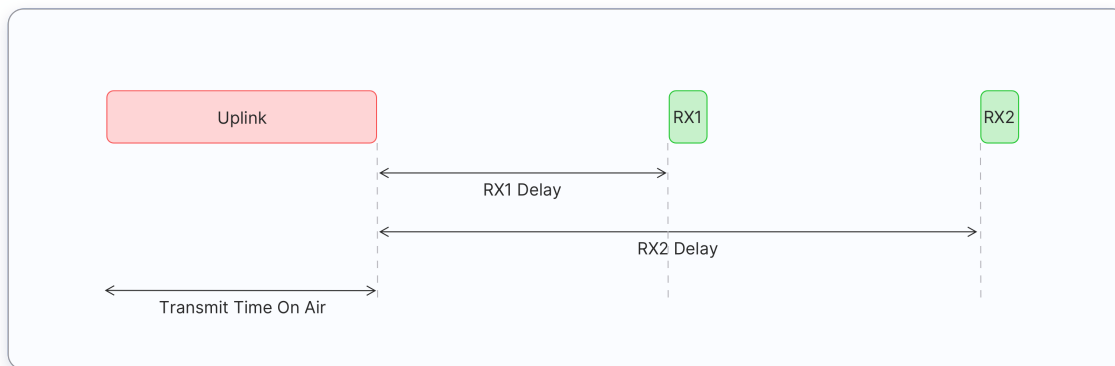 Uplink
RX1
RX2
RX1 Delay
RX2 Delay
Transmit Time On Air